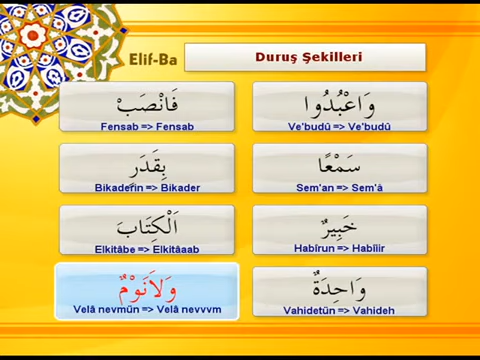 Elif-Ba
Duruş Şekilleri
وَاعْبُدُوا
Ve'budû => Ve'budû
فَانْصَبْ
Fensab => Fensab
سَمْعًا
Sem'an => Sem'â
بِقَدَرٍ
Bikaderin => Bikader
خَبِيرٌ
Habîrun => Habîiir
اَلْكِتَابَ
Elkitâbe => Elkitâaab
وَاحِدَةٌ
Vahidetün => Vahideh
وَلَانَوْمٌ
Velâ nevmün => Velâ nevvvm